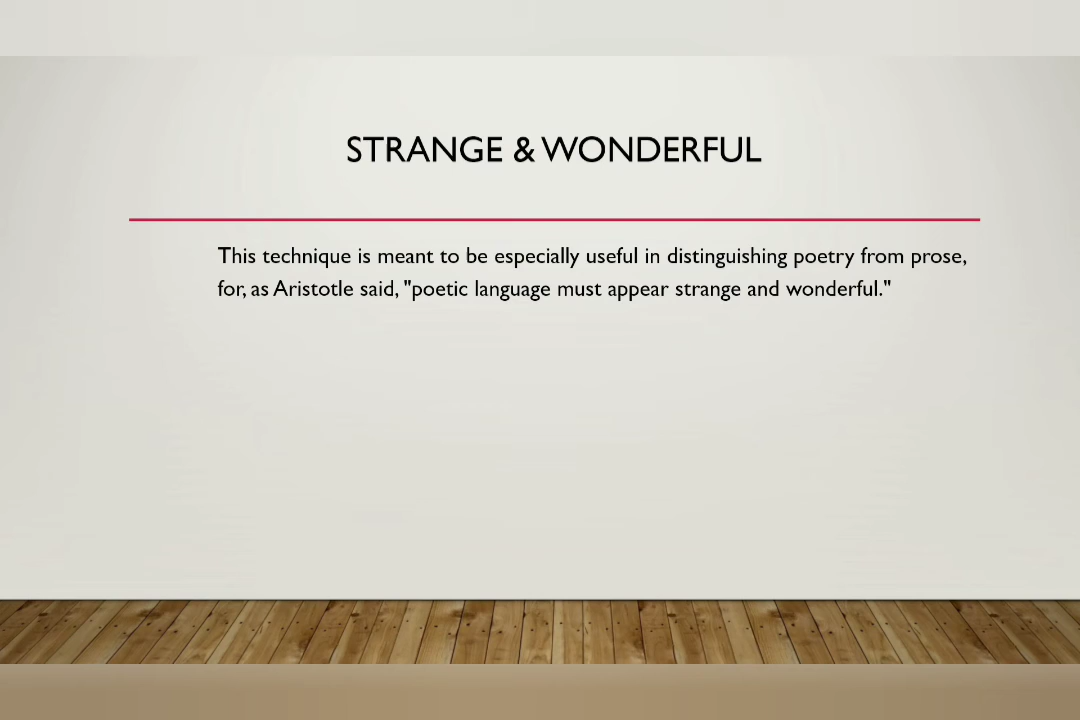 STRANGE & WONDERFUL
This technique is meant to be especially useful in distinguishing poetry from prose,
for, as Aristotle said, "poetic language must appear strange and wonderful."